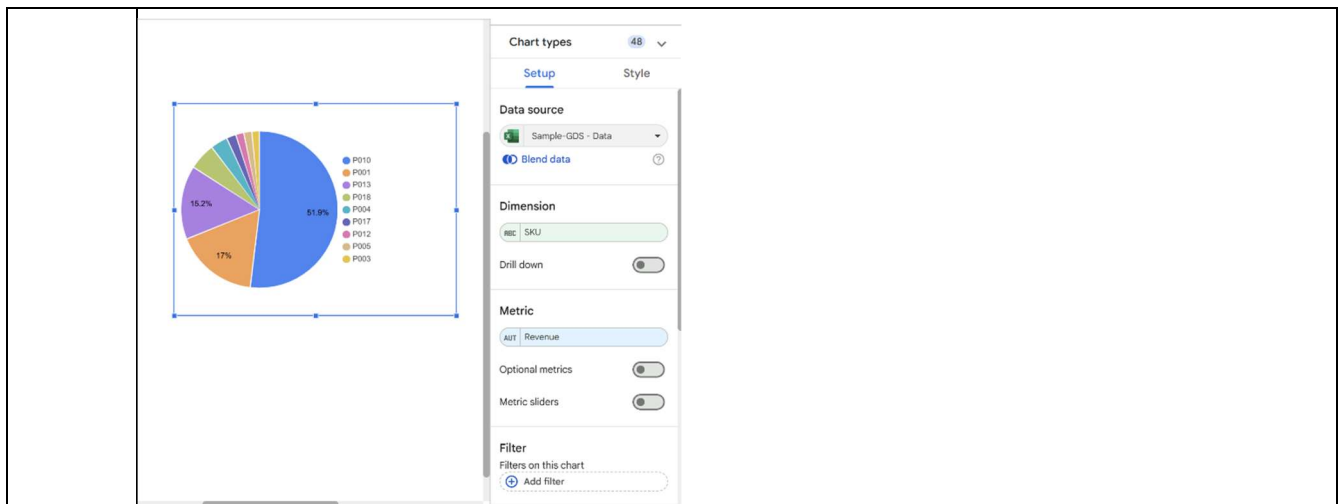 15.2%
51.9%
17%
P010
P001
P013
P018
P004
P017
P012
P005
P003
Chart types 48
Setup Style
Data source
Sample-GDS - Data
Blend data
Dimension
RBC SKU
Drill down
Metric
AUT Revenue
Optional metrics
Metric sliders
Filter
Filters on this chart
Add filter